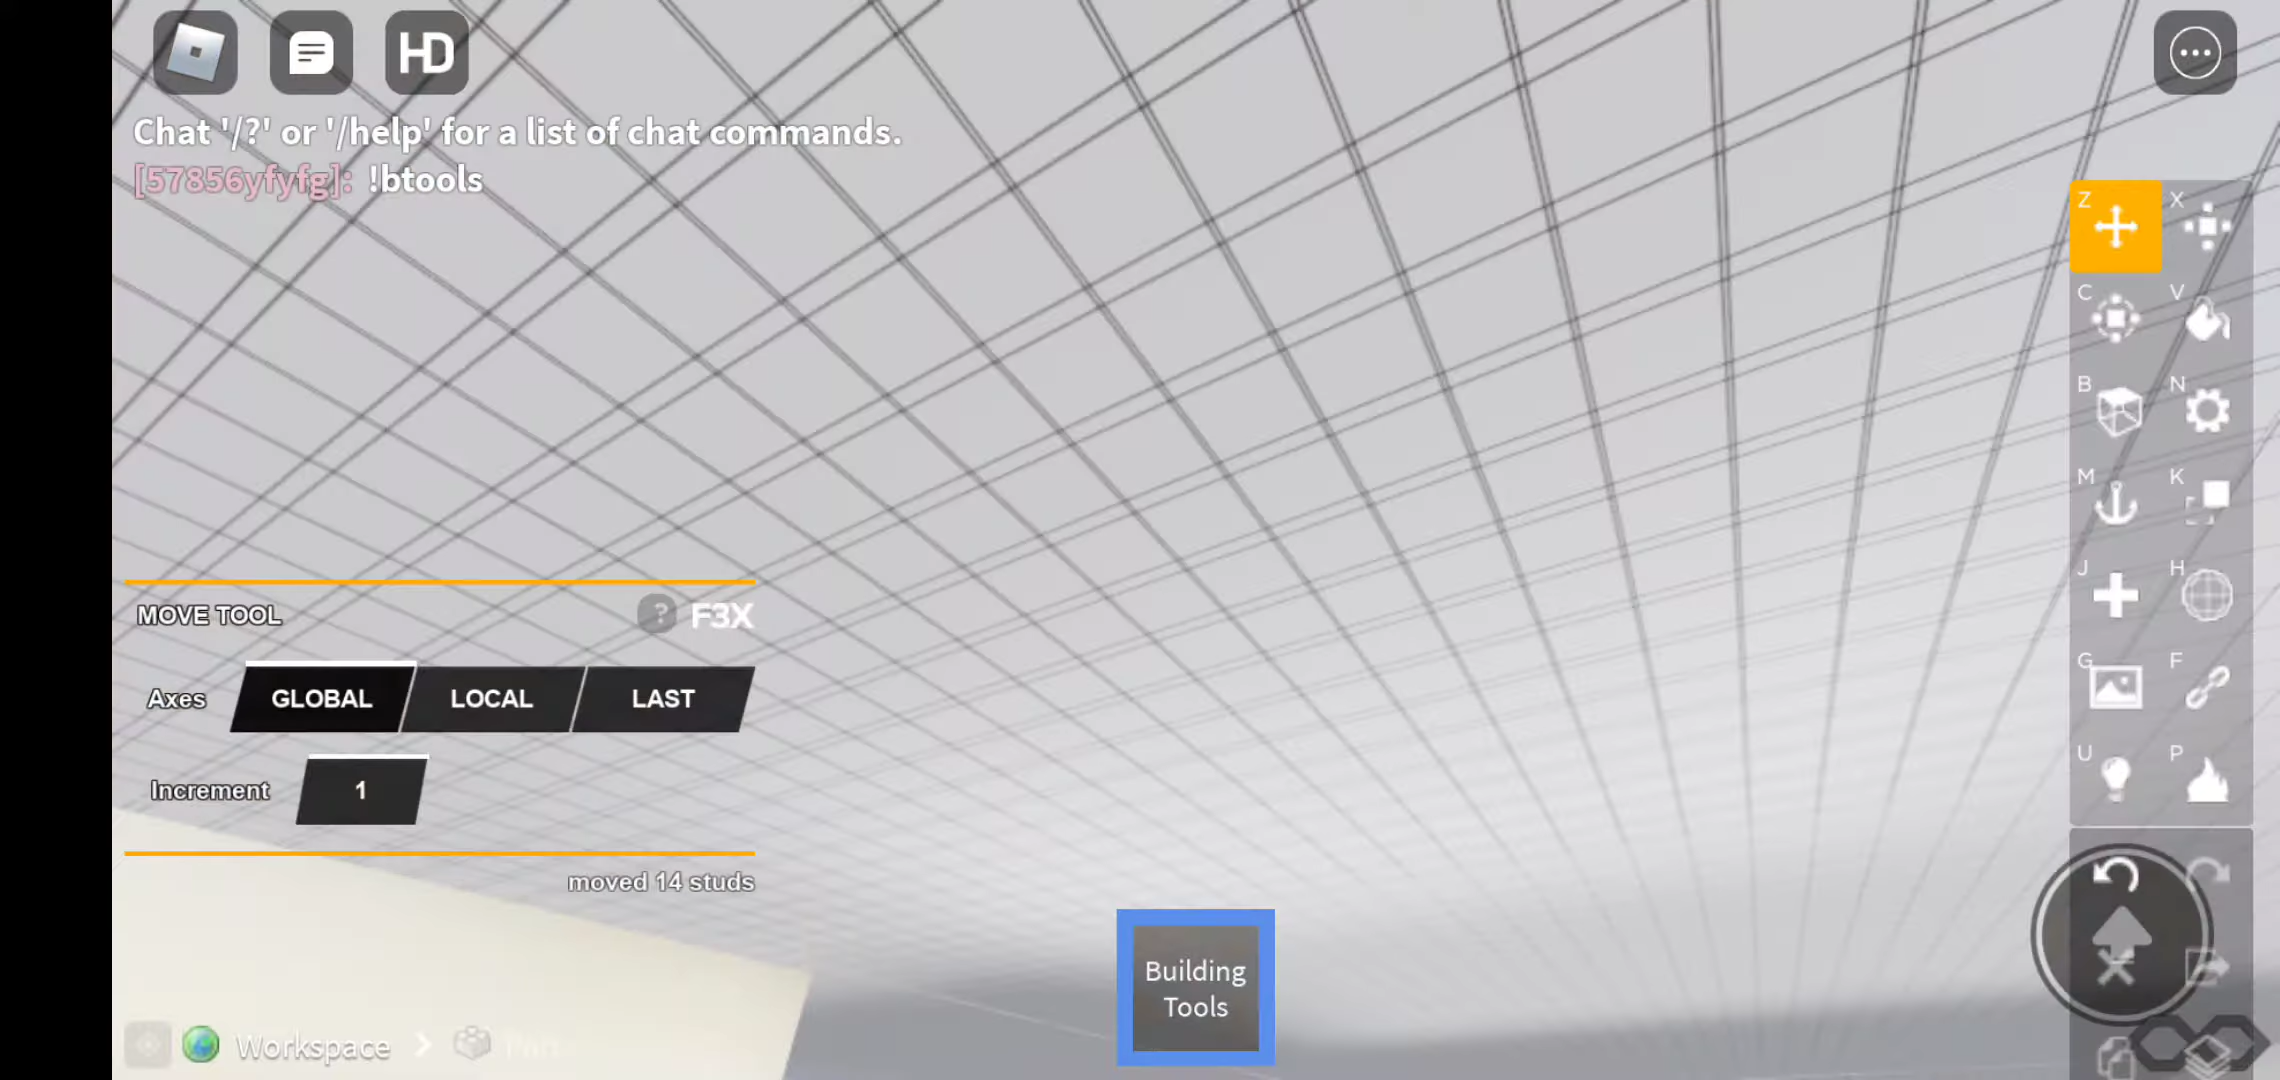 HD
Chat '/?' or '/help' for a list of chat commands.
[57856yfyfg]: !btools
Z X
C V
B N
M K
J H
G F
U P
MOVE TOOL ? F3X
Axes GLOBAL LOCAL LAST
Increment 1
moved 14 studs
Building
Tools
Workspace > Part